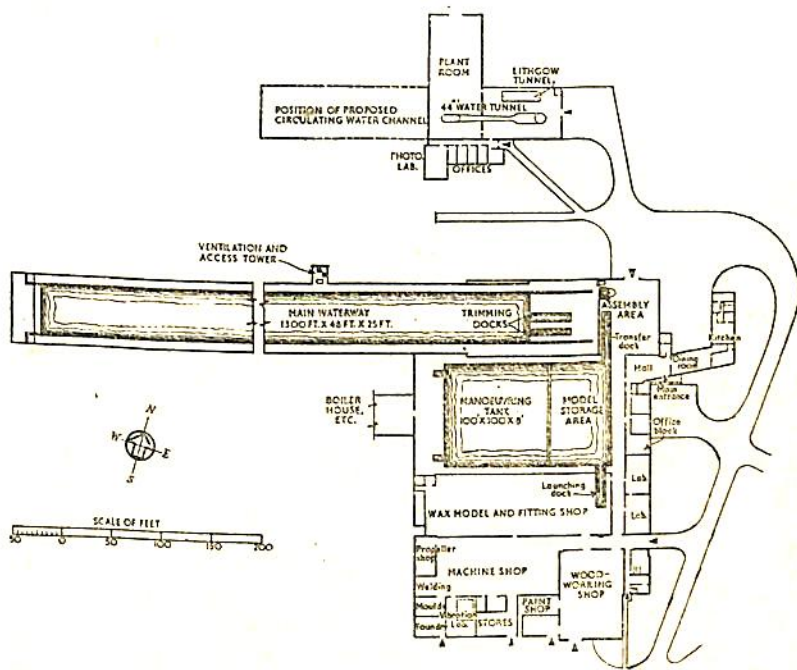 PLANT
ROOM
LITHGOW
TUNNEL
44" WATER TUNNEL
POSITION OF PROPOSED
CIRCULATING WATER CHANNEL
PHOTO.
LAB.
OFFICES
VENTILATION AND
ACCESS TOWER
MAIN WATERWAY
1300 FT. X 48 FT. X 25 FT.
TRIMMING
DOCKS
ASSEMBLY
AREA
Transfer
dock
Kitchen
Dining
room
Hall
Main
entrance
Office
block
BOILER
HOUSE,
ETC.
MANOEUVRING
TANK
100'X100'X8'
MODEL
STORAGE
AREA
N
W.
E
S
Launching
dock
Lab.
Lab.
WAX MODEL AND FITTING SHOP
SCALE OF FEET
50 0 50 100 150 200
Propeller
shop
MACHINE SHOP
Welding
WOOD-
WORKING
SHOP
Moulds
Vibration
Lab.
Foundry
STORES
PAINT
SHOP